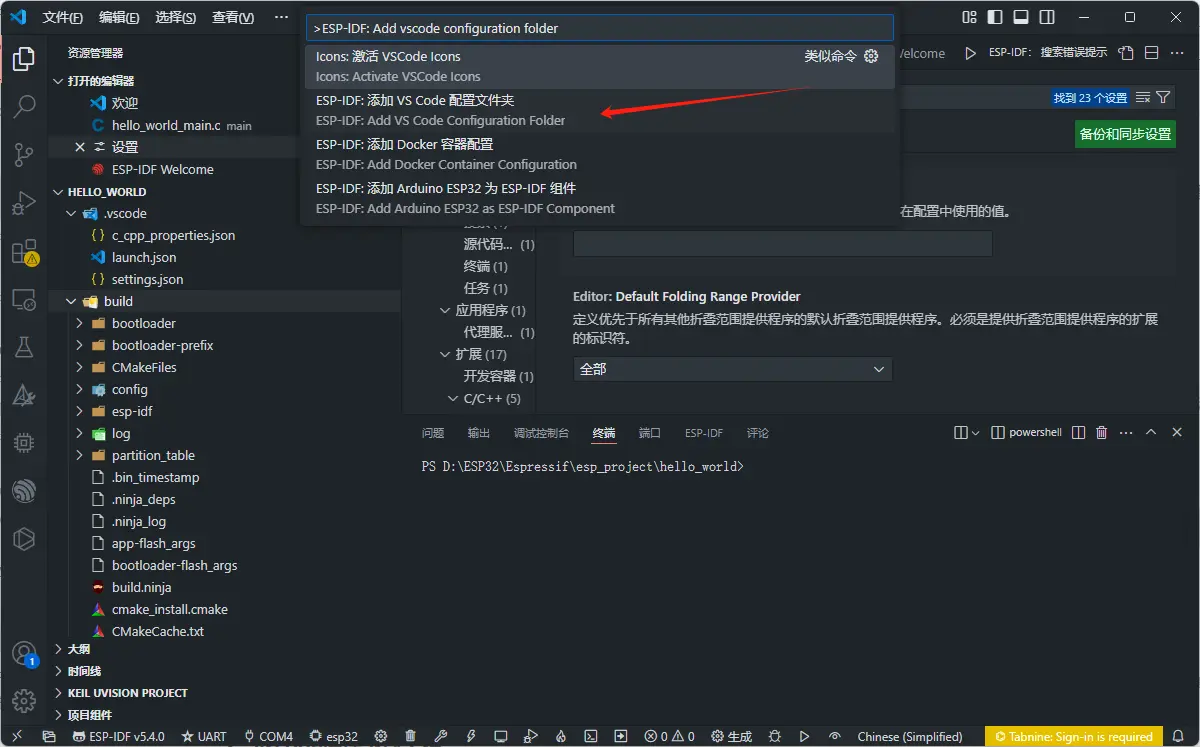 文件(F) 编辑(E) 选择(S) 查看(V) ···
>ESP-IDF: Add vscode configuration folder
Icons: 激活 VSCode Icons 类似命令
Icons: Activate VSCode Icons
ESP-IDF: 添加 VS Code 配置文件夹
ESP-IDF: Add VS Code Configuration Folder
ESP-IDF: 添加 Docker 容器配置
ESP-IDF: Add Docker Container Configuration
ESP-IDF: 添加 Arduino ESP32 为 ESP-IDF 组件
ESP-IDF: Add Arduino ESP32 as ESP-IDF Component
资源管理器
打开的编辑器
欢迎
hello_world_main.c main
设置
ESP-IDF Welcome
HELLO_WORLD
.vscode
c_cpp_properties.json
launch.json
settings.json
build
bootloader
bootloader-prefix
CMakeFiles
config
esp-idf
log
partition_table
.bin_timestamp
.ninja_deps
.ninja_log
app-flash_args
bootloader-flash_args
build.ninja
cmake_install.cmake
CMakeCache.txt
大纲
时间线
KEIL UVISION PROJECT
项目组件
1
Welcome ESP-IDF: 搜索错误提示 ···
找到 23 个设置
备份和同步设置
在配置中使用的值。
源代码... (1)
终端 (1)
任务 (1)
应用程序 (1)
代理服... (1)
扩展 (17)
开发容器 (1)
C/C++ (5)
Editor: Default Folding Range Provider
定义优先于所有其他折叠范围提供程序的默认折叠范围提供程序。必须是提供折叠范围提供程序的扩展
的标识符。
全部
问题 输出 调试控制台 终端 端口 ESP-IDF 评论 powershell ···
PS D:\ESP32\Espressif\esp_project\hello_world>
ESP-IDF v5.4.0 UART COM4 esp32 0 0 生成 Chinese (Simplified) Tabnine: Sign-in is required